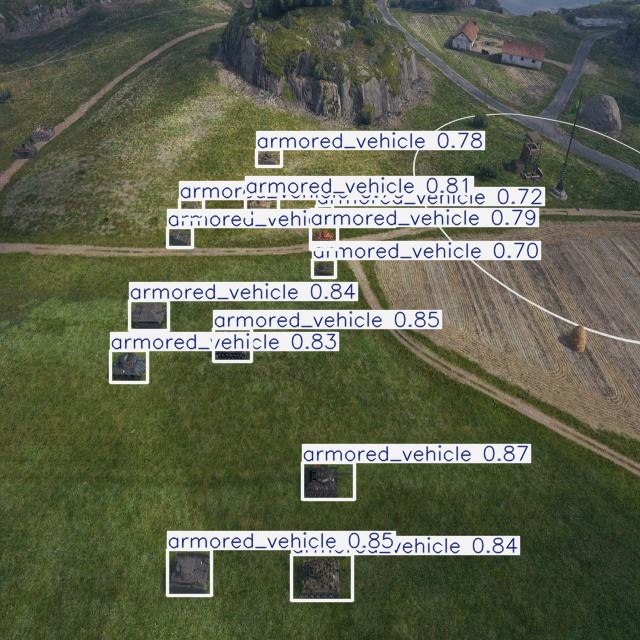 armored_vehicle 0.78
armored_vehicle 0.81
armored_vehicle 0.72
armored_vehi
armored_vehicle 0.79
armored_vehicle 0.70
armored_vehicle 0.84
armored_vehicle 0.85
armored_vehicle 0.83
armored_vehicle 0.87
armored_vehicle 0.85
armored_vehicle 0.84